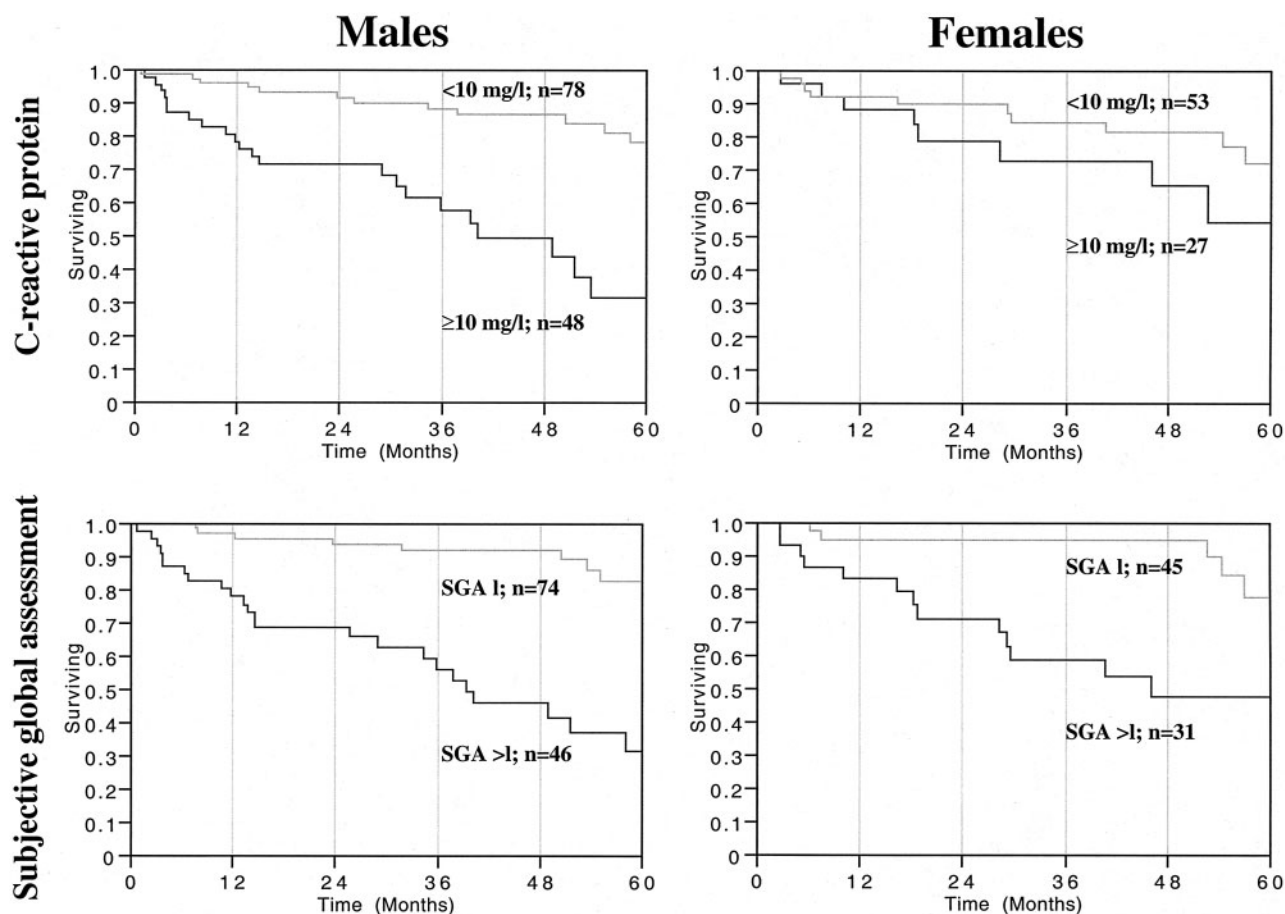 Males
Females
C-reactive protein
1.0
0.9
0.8
0.7
0.6
0.5
0.4
0.3
0.2
0.1
0
Surviving
<10 mg/l; n=78
≥10 mg/l; n=48
0 12 24 36 48 60
Time (Months)
1.0
0.9
0.8
0.7
0.6
0.5
0.4
0.3
0.2
0.1
0
Surviving
<10 mg/l; n=53
≥10 mg/l; n=27
0 12 24 36 48 60
Time (Months)
Subjective global assessment
1.0
0.9
0.8
0.7
0.6
0.5
0.4
0.3
0.2
0.1
0
Surviving
SGA l; n=74
SGA >l; n=46
0 12 24 36 48 60
Time (Months)
1.0
0.9
0.8
0.7
0.6
0.5
0.4
0.3
0.2
0.1
0
Surviving
SGA l; n=45
SGA >l; n=31
0 12 24 36 48 60
Time (Months)